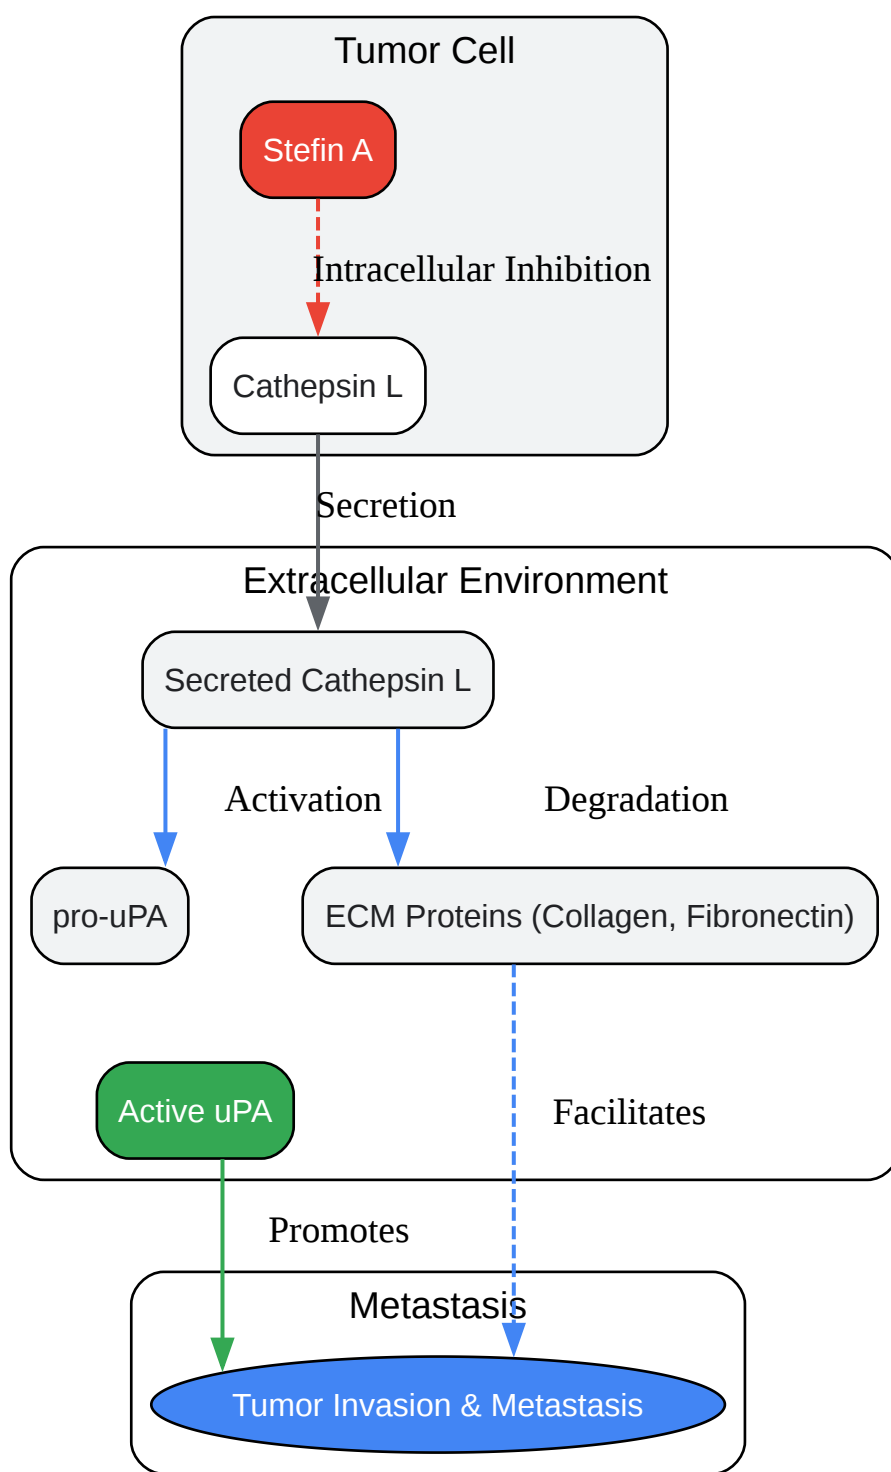 Tumor Cell
Stefin A
Intracellular Inhibition
Cathepsin L
Secretion
Extracellular Environment
Secreted Cathepsin L
Activation
Degradation
pro-uPA
ECM Proteins (Collagen, Fibronectin)
Active uPA
Facilitates
Promotes
Metastasis
Tumor Invasion & Metastasis